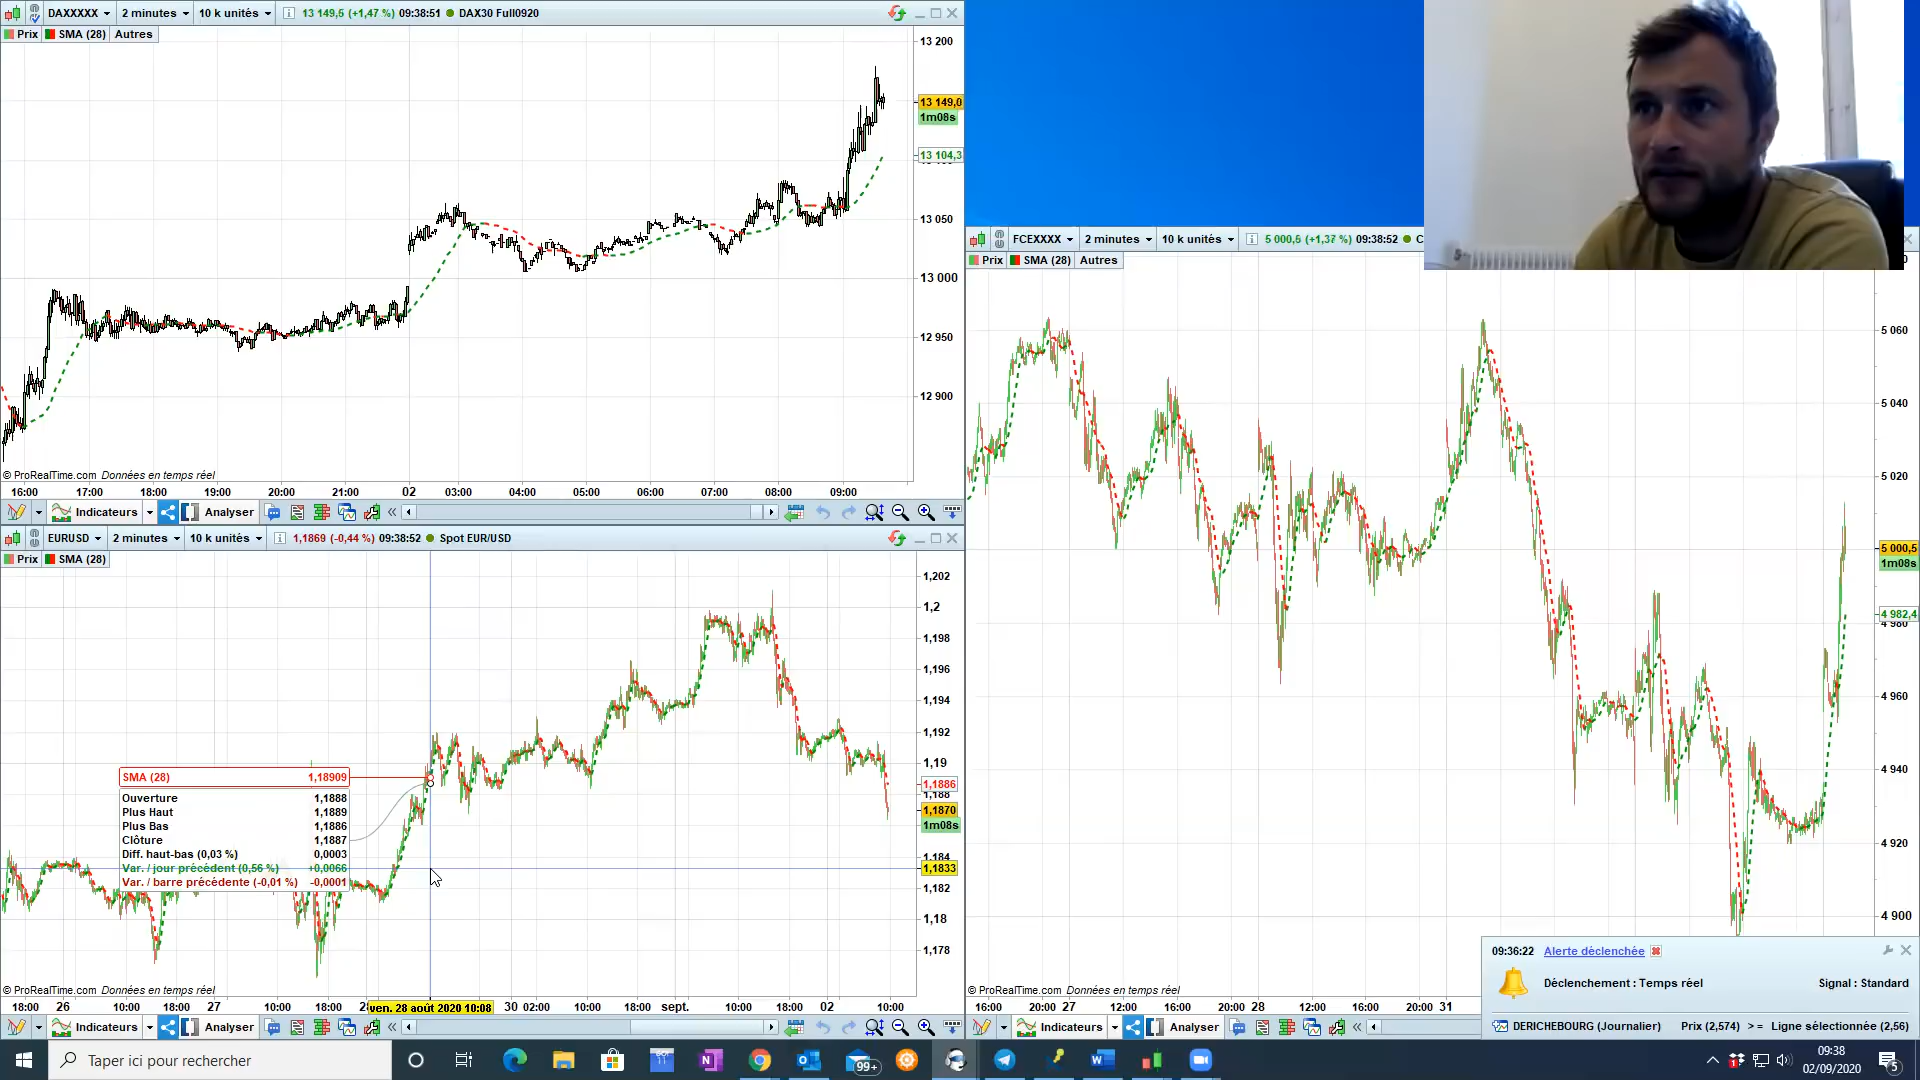 DAXXXXX 2 minutes 10 k unités 13 149,5 (+1,47 %) 09:38:51 DAX30 Full0920
Prix SMA (28) Autres
13 200
13 149,0
1m08s
13 104,3
13 050
13 000
12 950
12 900
© ProRealTime.com Données en temps réel
16:00 17:00 18:00 19:00 20:00 21:00 02 03:00 04:00 05:00 06:00 07:00 08:00 09:00
Indicateurs Analyser
EURUSD 2 minutes 10 k unités 1,1869 (-0,44 %) 09:38:52 Spot EUR/USD
Prix SMA (28)
1,202
1,2
1,198
1,196
1,194
1,192
1,19
1,1886
1,188
1,1870
1m08s
1,184
1,1833
1,182
1,18
1,178
SMA (28) 1,18909
Ouverture 1,1888
Plus Haut 1,1889
Plus Bas 1,1886
Clôture 1,1887
Diff. haut-bas (0,03 %) 0,0003
Var. / jour précédent (0,56 %) +0,0066
Var. / barre précédente (-0,01 %) -0,0001
© ProRealTime.com Données en temps réel
18:00 26 10:00 18:00 27 10:00 18:00 ven. 28 août 2020 10:08 30 02:00 10:00 18:00 sept. 10:00 18:00 02 10:00
Indicateurs Analyser
FCEXXXX 2 minutes 10 k unités 5 000,5 (+1,37 %) 09:38:52 C
Prix SMA (28) Autres
5 060
5 040
5 020
5 000,5
1m08s
4 982,4
4 980
4 960
4 940
4 920
4 900
© ProRealTime.com Données en temps réel
16:00 20:00 27 12:00 16:00 20:00 28 12:00 16:00 20:00 31
Indicateurs Analyser
09:36:22 Alerte déclenchée
Déclenchement : Temps réel Signal : Standard
DERICHEBOURG (Journalier) Prix (2,574) > = Ligne sélectionnée (2,56)
Taper ici pour rechercher
99+
09:38
02/09/2020
5